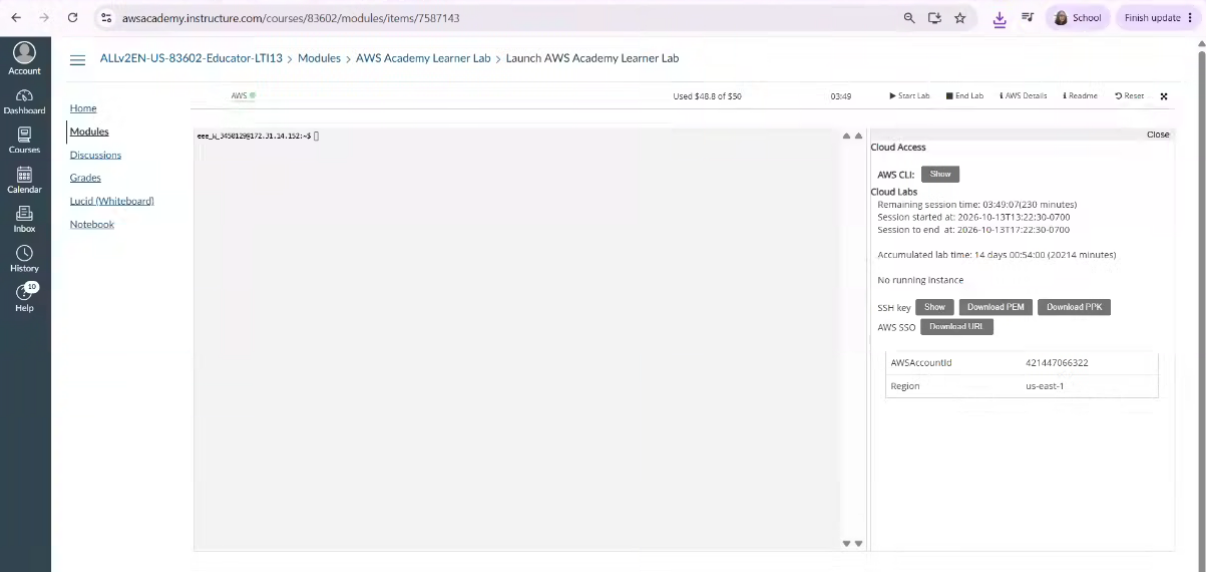 awsacademy.instructure.com/courses/83602/modules/items/7587143
School
Finish update
Account
Dashboard
Courses
Calendar
Inbox
History
10
Help
ALLv2EN-US-83602-Educator-LTI13 > Modules > AWS Academy Learner Lab > Launch AWS Academy Learner Lab
Home
Modules
Discussions
Grades
Lucid (Whiteboard)
Notebook
AWS
Used $48.8 of $50
03:49
Start Lab
End Lab
AWS Details
Readme
Reset
eee_W_3450129@172.31.14.152:~$
Close
Cloud Access
AWS CLI: Show
Cloud Labs
Remaining session time: 03:49:07(230 minutes)
Session started at: 2026-10-13T13:22:30-0700
Session to end at: 2026-10-13T17:22:30-0700
Accumulated lab time: 14 days 00:54:00 (20214 minutes)
No running instance
SSH key Show Download PEM Download PPK
AWS SSO Download URL
AWSAccountId 421447066322
Region us-east-1